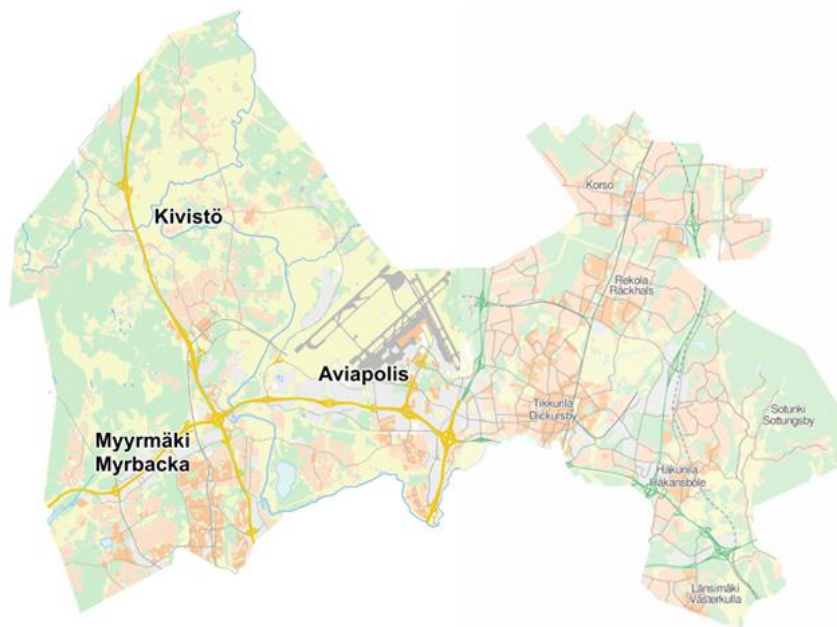 Korso
Kivistö
Rekola
Räckhals
Aviapolis
Tikkurila
Dickursby
Sotunki
Sottungsby
Myyrmäki
Myrbacka
Hakunila
Håkansböle
Länsimäki
Västerkulla